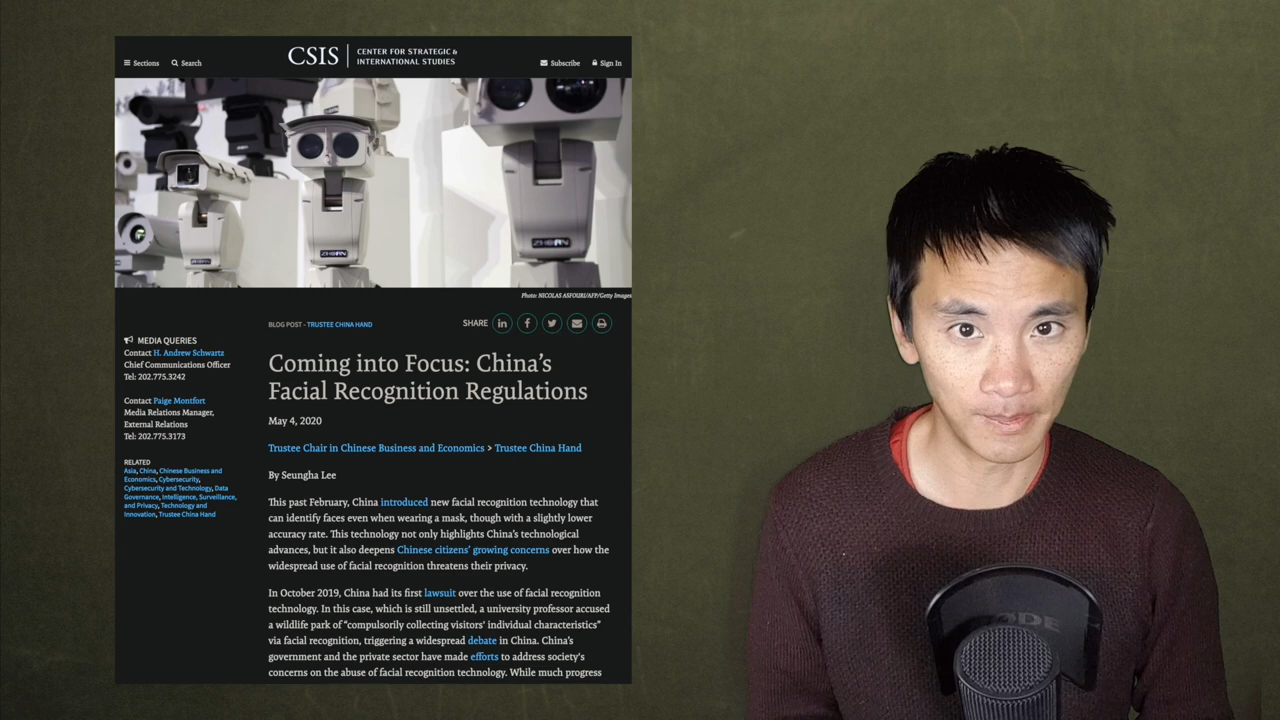 Sections
Search
CSIS
CENTER FOR STRATEGIC &
INTERNATIONAL STUDIES
Subscribe
Sign In
Photo: NICOLAS ASFOURI/AFP/Getty Images
BLOG POST - TRUSTEE CHINA HAND
SHARE
MEDIA QUERIES
Contact H. Andrew Schwartz
Chief Communications Officer
Tel: 202.775.3242
Contact Paige Montfort
Media Relations Manager,
External Relations
Tel: 202.775.3173
RELATED
Asia, China, Chinese Business and
Economics, Cybersecurity,
Cybersecurity and Technology, Data
Governance, Intelligence, Surveillance,
and Privacy, Technology and
Innovation, Trustee China Hand
Coming into Focus: China's
Facial Recognition Regulations
May 4, 2020
Trustee Chair in Chinese Business and Economics > Trustee China Hand
By Seungha Lee
This past February, China introduced new facial recognition technology that
can identify faces even when wearing a mask, though with a slightly lower
accuracy rate. This technology not only highlights China's technological
advances, but it also deepens Chinese citizens' growing concerns over how the
widespread use of facial recognition threatens their privacy.
In October 2019, China had its first lawsuit over the use of facial recognition
technology. In this case, which is still unsettled, a university professor accused
a wildlife park of "compulsorily collecting visitors' individual characteristics"
via facial recognition, triggering a widespread debate in China. China's
government and the private sector have made efforts to address society's
concerns on the abuse of facial recognition technology. While much progress
RODE